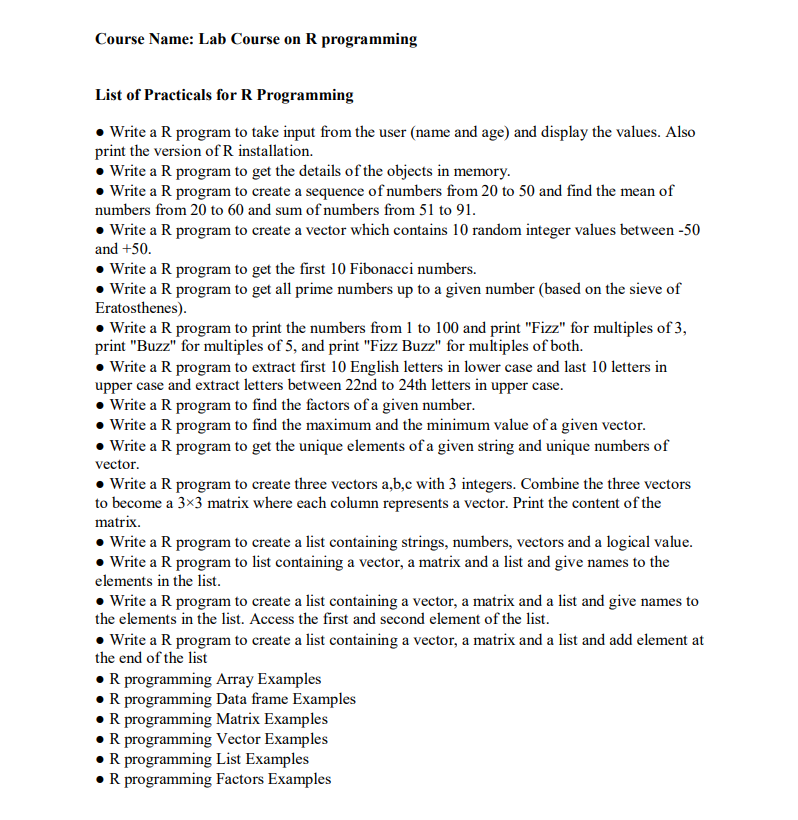 Course Name: Lab Course on R programming
List of Practicals for R Programming
● Write a R program to take input from the user (name and age) and display the values. Also
print the version of R installation.
● Write a R program to get the details of the objects in memory.
● Write a R program to create a sequence of numbers from 20 to 50 and find the mean of
numbers from 20 to 60 and sum of numbers from 51 to 91.
● Write a R program to create a vector which contains 10 random integer values between -50
and +50.
● Write a R program to get the first 10 Fibonacci numbers.
● Write a R program to get all prime numbers up to a given number (based on the sieve of
Eratosthenes).
● Write a R program to print the numbers from 1 to 100 and print "Fizz" for multiples of 3,
print "Buzz" for multiples of 5, and print "Fizz Buzz" for multiples of both.
● Write a R program to extract first 10 English letters in lower case and last 10 letters in
upper case and extract letters between 22nd to 24th letters in upper case.
● Write a R program to find the factors of a given number.
● Write a R program to find the maximum and the minimum value of a given vector.
● Write a R program to get the unique elements of a given string and unique numbers of
vector.
● Write a R program to create three vectors a,b,c with 3 integers. Combine the three vectors
to become a 3×3 matrix where each column represents a vector. Print the content of the
matrix.
● Write a R program to create a list containing strings, numbers, vectors and a logical value.
● Write a R program to list containing a vector, a matrix and a list and give names to the
elements in the list.
● Write a R program to create a list containing a vector, a matrix and a list and give names to
the elements in the list. Access the first and second element of the list.
● Write a R program to create a list containing a vector, a matrix and a list and add element at
the end of the list
● R programming Array Examples
● R programming Data frame Examples
● R programming Matrix Examples
● R programming Vector Examples
● R programming List Examples
● R programming Factors Examples